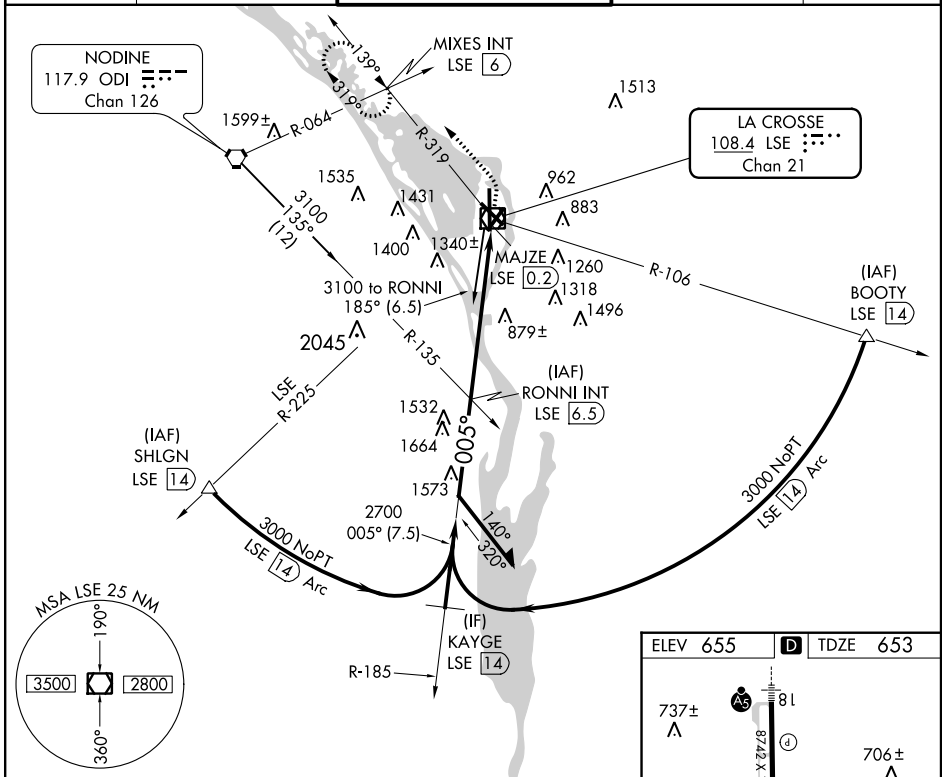 NODINE
117.9 ODI
Chan 126
MIXES INT
LSE 6
139°
319°
1513
1599±
R-064
R-319
LA CROSSE
108.4 LSE
Chan 21
3100
135°
(12)
1535
1431
962
883
1400
1340±
MAJZE
LSE 0.2
1260
R-106
3100 to RONNI
185° (6.5)
1318
1496
879±
(IAF)
BOOTY
LSE 14
2045
R-135
LSE
R-225
(IAF)
RONNI INT
LSE 6.5
1532
1664
005°
(IAF)
SHLGN
LSE 14
1573
3000 NoPT
LSE 14 Arc
2700
005° (7.5)
140°
320°
3000 NoPT
LSE 14 Arc
(IF)
KAYGE
LSE 14
R-185
MSA LSE 25 NM
190°
3500
2800
360°
ELEV 655
D
TDZE 653
737±
A5
18
P
8742 X
706±